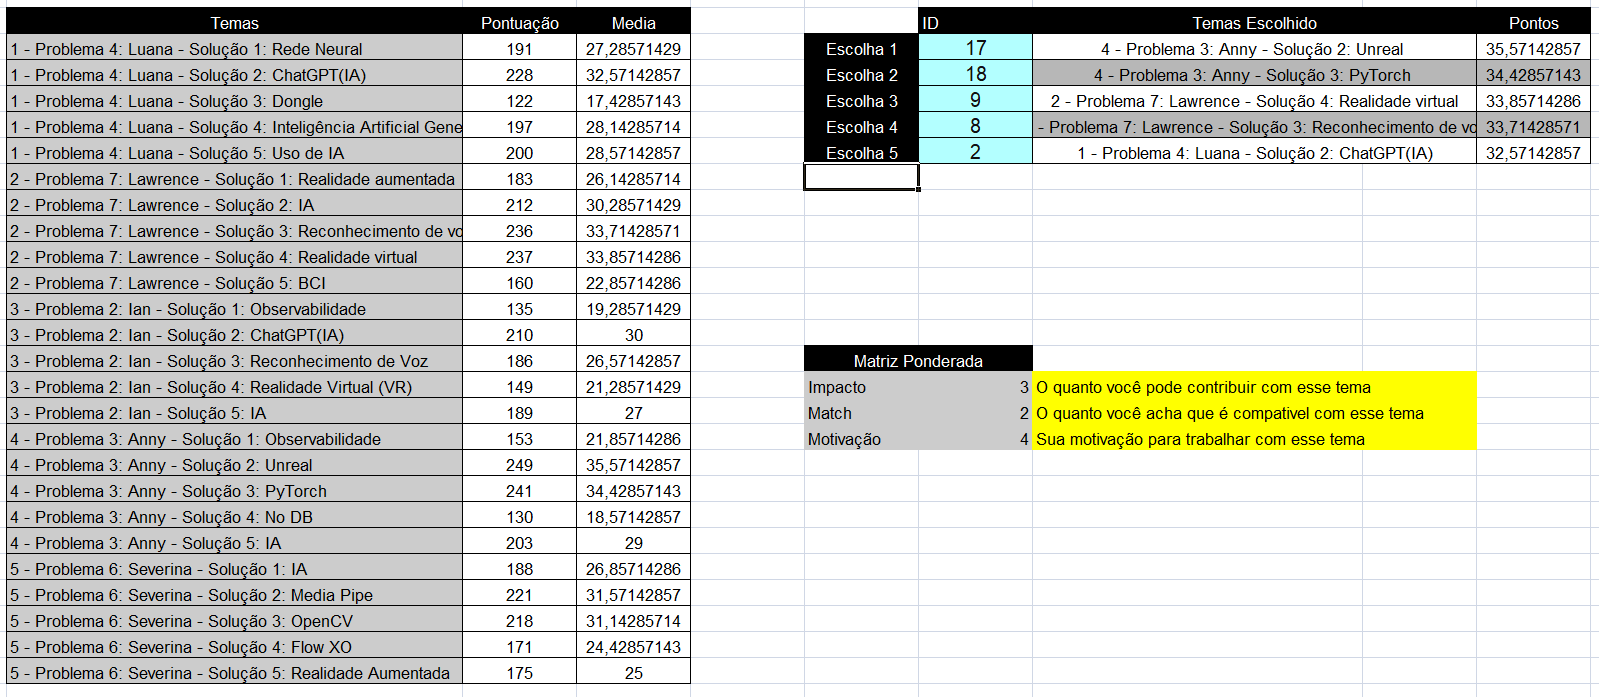 Temas Pontuação Media
1 - Problema 4: Luana - Solução 1: Rede Neural 191 27,28571429
1 - Problema 4: Luana - Solução 2: ChatGPT(IA) 228 32,57142857
1 - Problema 4: Luana - Solução 3: Dongle 122 17,42857143
1 - Problema 4: Luana - Solução 4: Inteligência Artificial Gene 197 28,14285714
1 - Problema 4: Luana - Solução 5: Uso de IA 200 28,57142857
2 - Problema 7: Lawrence - Solução 1: Realidade aumentada 183 26,14285714
2 - Problema 7: Lawrence - Solução 2: IA 212 30,28571429
2 - Problema 7: Lawrence - Solução 3: Reconhecimento de vo 236 33,71428571
2 - Problema 7: Lawrence - Solução 4: Realidade virtual 237 33,85714286
2 - Problema 7: Lawrence - Solução 5: BCI 160 22,85714286
3 - Problema 2: Ian - Solução 1: Observabilidade 135 19,28571429
3 - Problema 2: Ian - Solução 2: ChatGPT(IA) 210 30
3 - Problema 2: Ian - Solução 3: Reconhecimento de Voz 186 26,57142857
3 - Problema 2: Ian - Solução 4: Realidade Virtual (VR) 149 21,28571429
3 - Problema 2: Ian - Solução 5: IA 189 27
4 - Problema 3: Anny - Solução 1: Observabilidade 153 21,85714286
4 - Problema 3: Anny - Solução 2: Unreal 249 35,57142857
4 - Problema 3: Anny - Solução 3: PyTorch 241 34,42857143
4 - Problema 3: Anny - Solução 4: No DB 130 18,57142857
4 - Problema 3: Anny - Solução 5: IA 203 29
5 - Problema 6: Severina - Solução 1: IA 188 26,85714286
5 - Problema 6: Severina - Solução 2: Media Pipe 221 31,57142857
5 - Problema 6: Severina - Solução 3: OpenCV 218 31,14285714
5 - Problema 6: Severina - Solução 4: Flow XO 171 24,42857143
5 - Problema 6: Severina - Solução 5: Realidade Aumentada 175 25
ID Temas Escolhido Pontos
Escolha 1 17 4 - Problema 3: Anny - Solução 2: Unreal 35,57142857
Escolha 2 18 4 - Problema 3: Anny - Solução 3: PyTorch 34,42857143
Escolha 3 9 2 - Problema 7: Lawrence - Solução 4: Realidade virtual 33,85714286
Escolha 4 8 - Problema 7: Lawrence - Solução 3: Reconhecimento de vo 33,71428571
Escolha 5 2 1 - Problema 4: Luana - Solução 2: ChatGPT(IA) 32,57142857
Matriz Ponderada
Impacto 3 O quanto você pode contribuir com esse tema
Match 2 O quanto você acha que é compativel com esse tema
Motivação 4 Sua motivação para trabalhar com esse tema